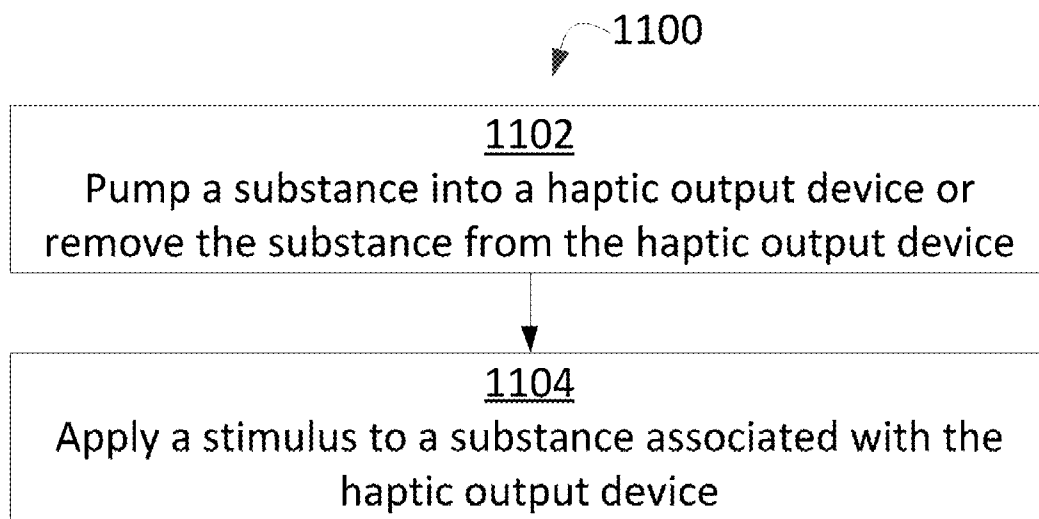 1100
1102
Pump a substance into a haptic output device or
remove the substance from the haptic output device
1104
Apply a stimulus to a substance associated with the
haptic output device